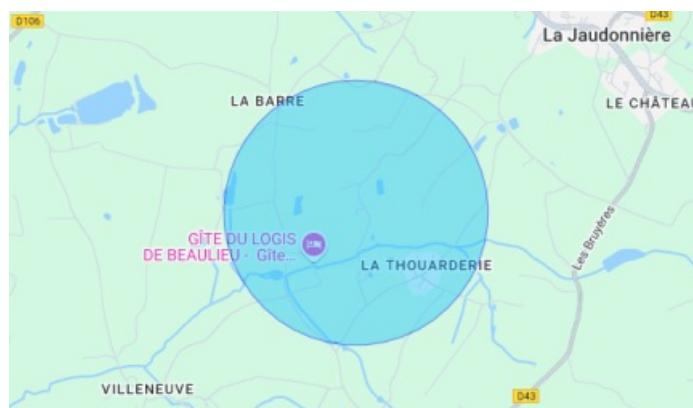 D106
D43
La Jaudonnière
LA BARRE
LE CHÂTEAU
GÎTE DU LOGIS
DE BEAULIEU - Gîte...
LA THOUARDERIE
Les Bruyères
VILLENEUVE
D43